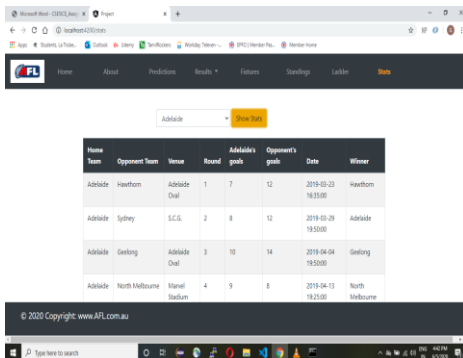 Project
localhost:4200/stats
Apps
Outlook
Udemy
Member Home
AFL
Home About Predictions Results Fixtures Standings Ladder Stats
Adelaide Show Stats
Home Team Opponent Team Venue Round Adelaide's goals Opponent's goals Date Winner
Adelaide Hawthorn Adelaide Oval 1 7 12 2019-03-23 16:35:00 Hawthorn
Adelaide Sydney S.C.G. 2 8 12 2019-03-29 19:50:00 Adelaide
Adelaide Geelong Adelaide Oval 3 10 14 2019-04-04 19:50:00 Geelong
Adelaide North Melbourne Marvel Stadium 4 9 8 2019-04-13 19:25:00 North Melbourne
© 2020 Copyright: www.AFL.com.au
Type here to search
ENG 4:42 PM